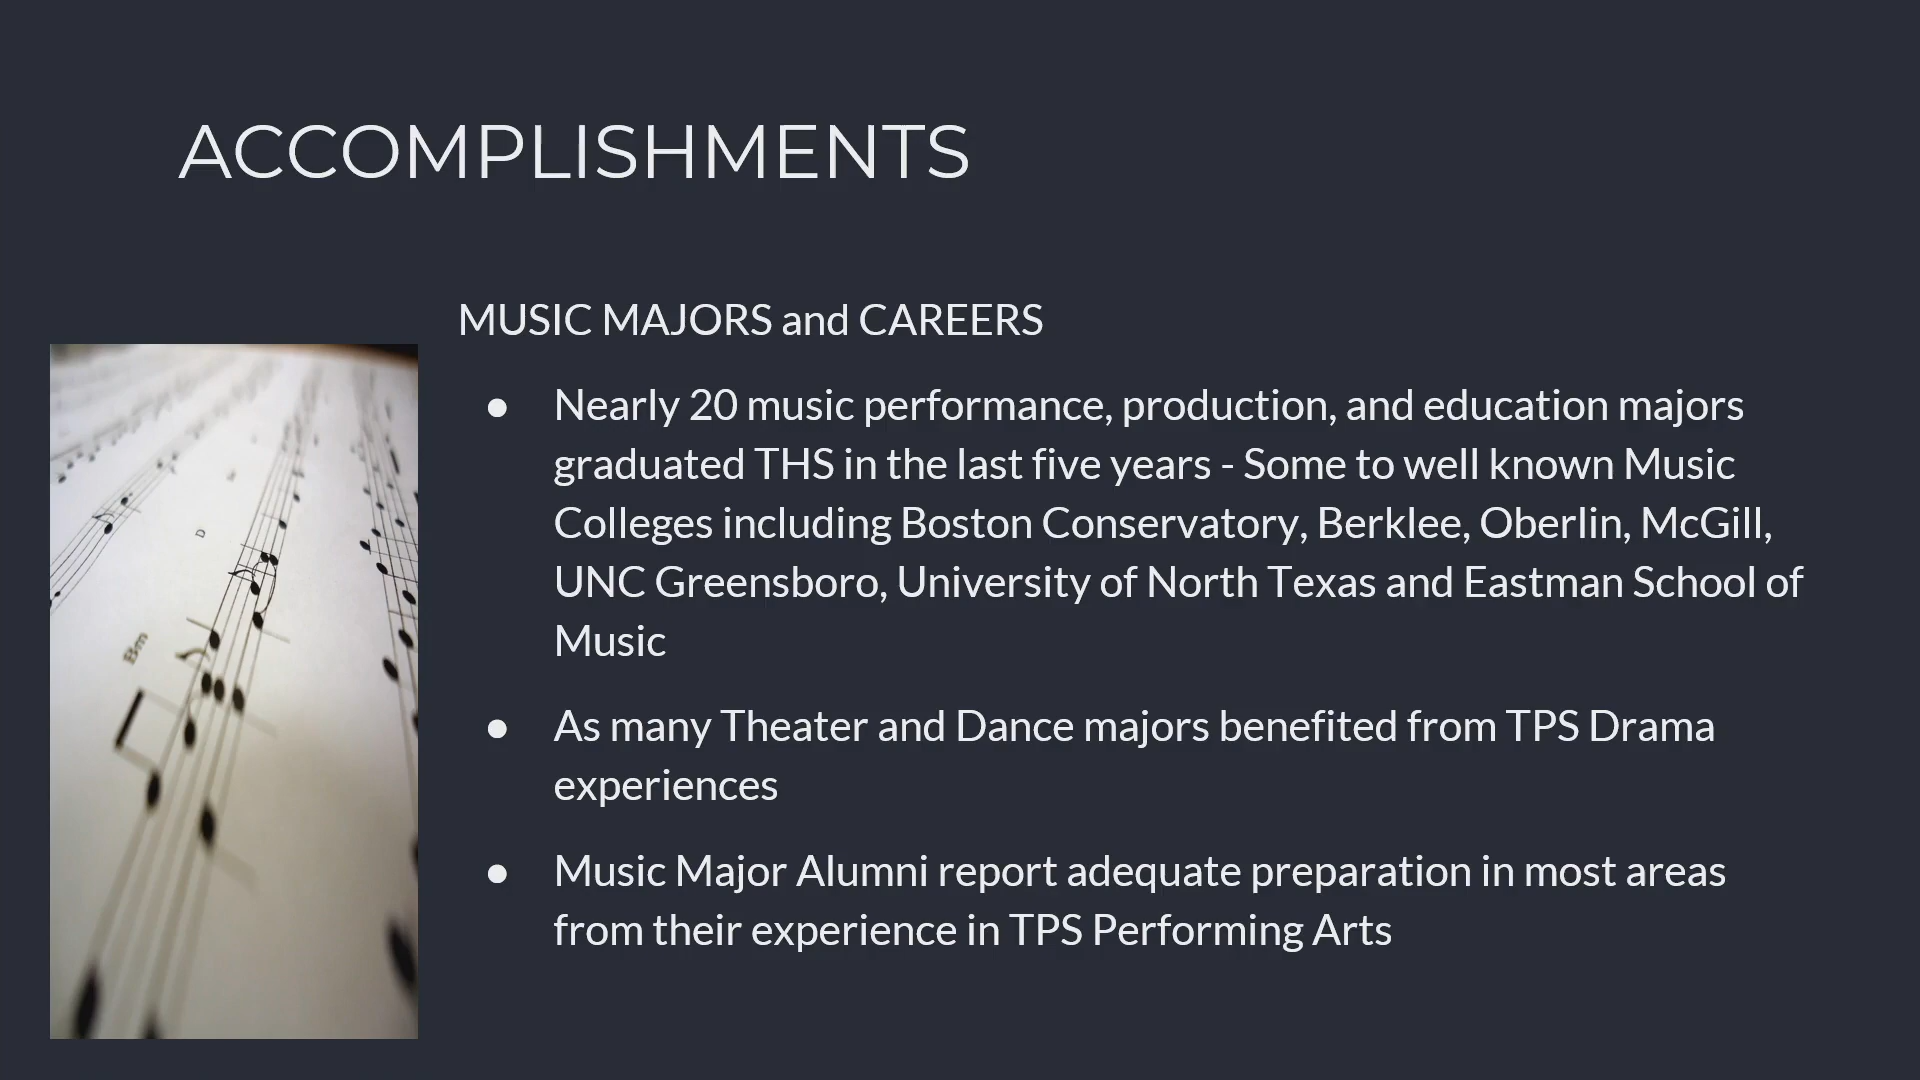 ACCOMPLISHMENTS
MUSIC MAJORS and CAREERS
● Nearly 20 music performance, production, and education majors
graduated THS in the last five years - Some to well known Music
Colleges including Boston Conservatory, Berklee, Oberlin, McGill,
UNC Greensboro, University of North Texas and Eastman School of
Music
● As many Theater and Dance majors benefited from TPS Drama
experiences
● Music Major Alumni report adequate preparation in most areas
from their experience in TPS Performing Arts
D
Bm